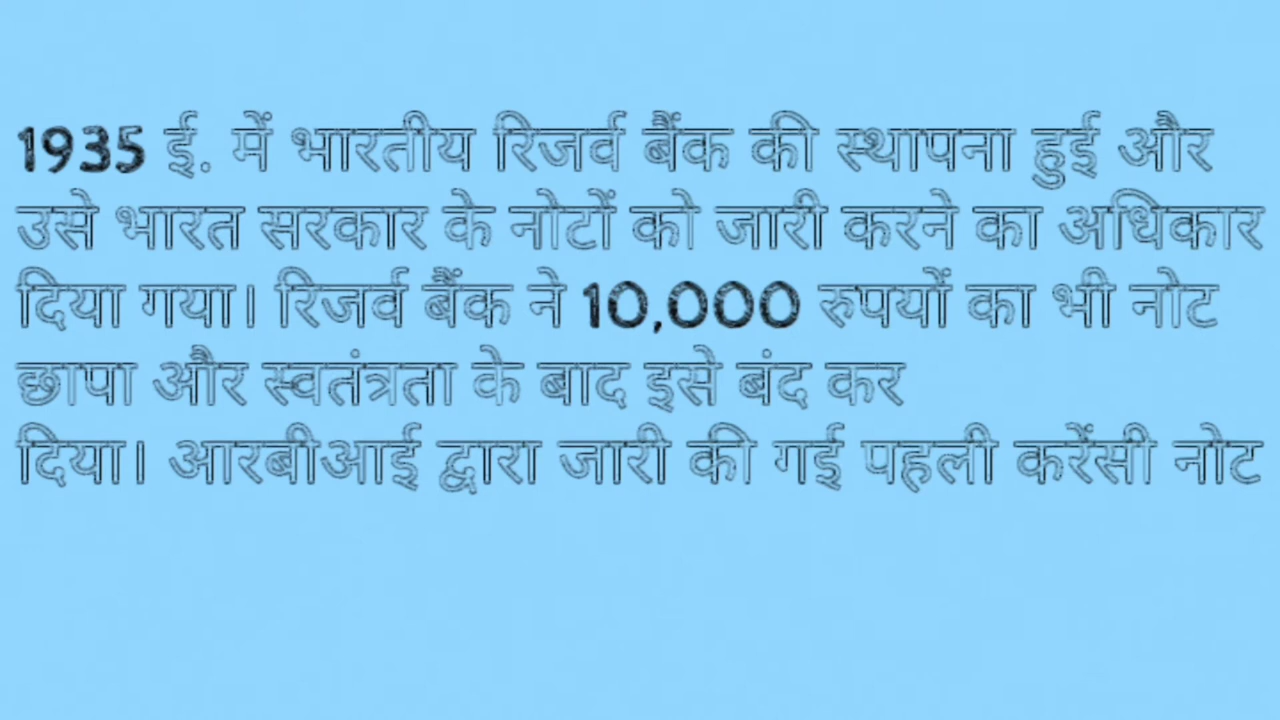 1935 ई. में भारतीय रिजर्व बैंक की स्थापना हुई और
उसे भारत सरकार के नोटों को जारी करने का अधिकार
दिया गया। रिजर्व बैंक ने 10,000 रुपयों का भी नोट
छापा और स्वतंत्रता के बाद इसे बंद कर
दिया। आरबीआई द्वारा जारी की गई पहली करेंसी नोट